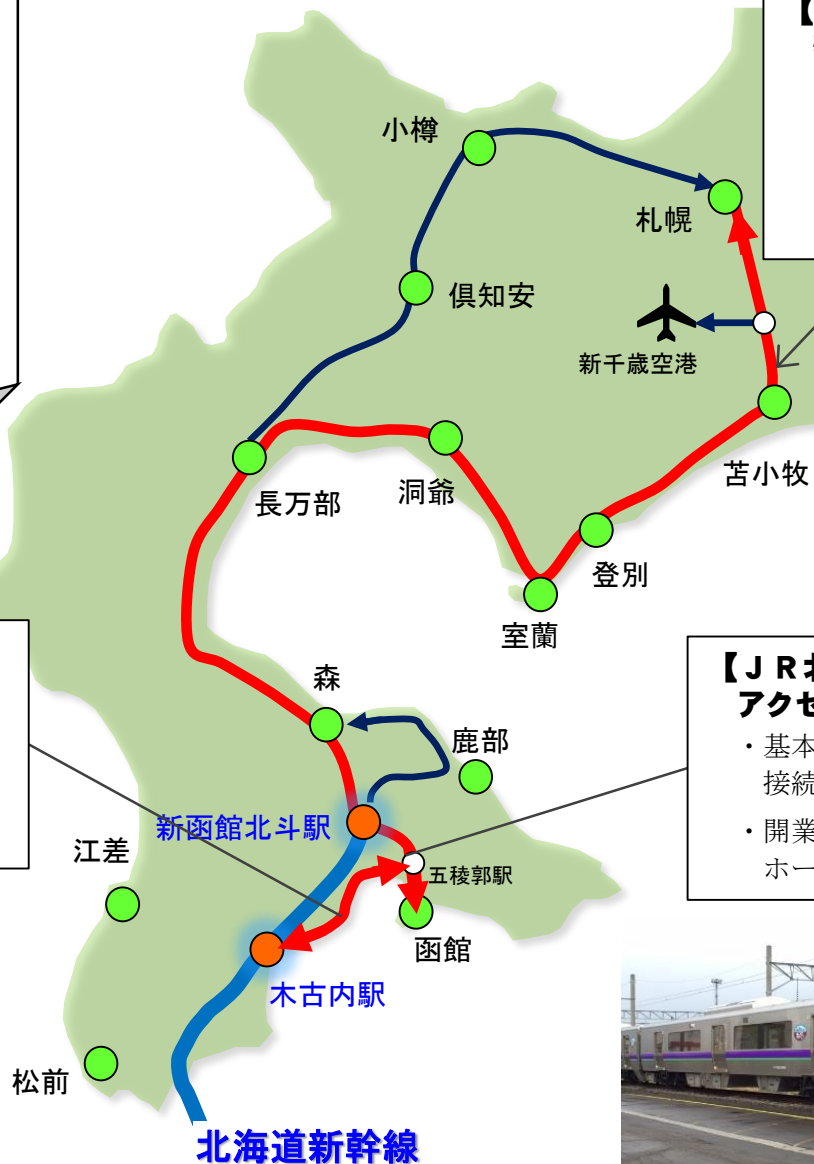 【
小樽
札幌
倶知安
新千歳空港
苫小牧
長万部
洞爺
登別
室蘭
森
鹿部
新函館北斗駅
江差
五稜郭駅
函館
木古内駅
松前
北海道新幹線
【ＪＲ北
アクセ
・基本
接続
・開業
ホー